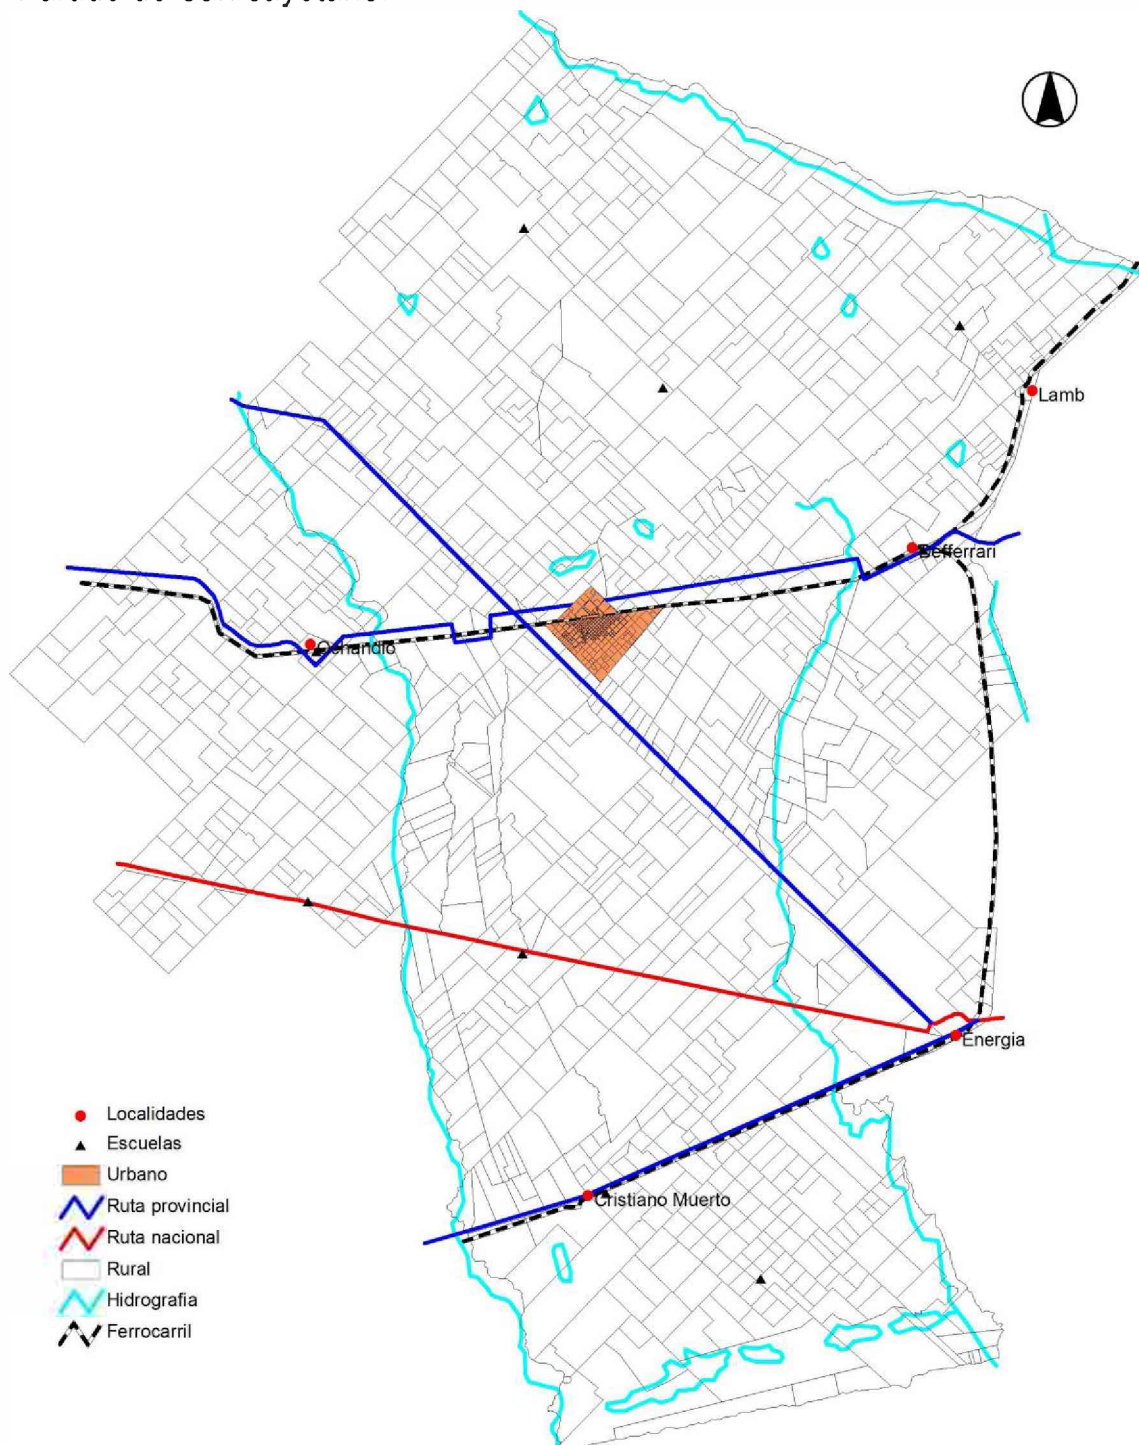 Lamb
Defferrari
Ochandio
Energia
Cristiano Muerto
Localidades
Escuelas
Urbano
Ruta provincial
Ruta nacional
Rural
Hidrografia
Ferrocarril